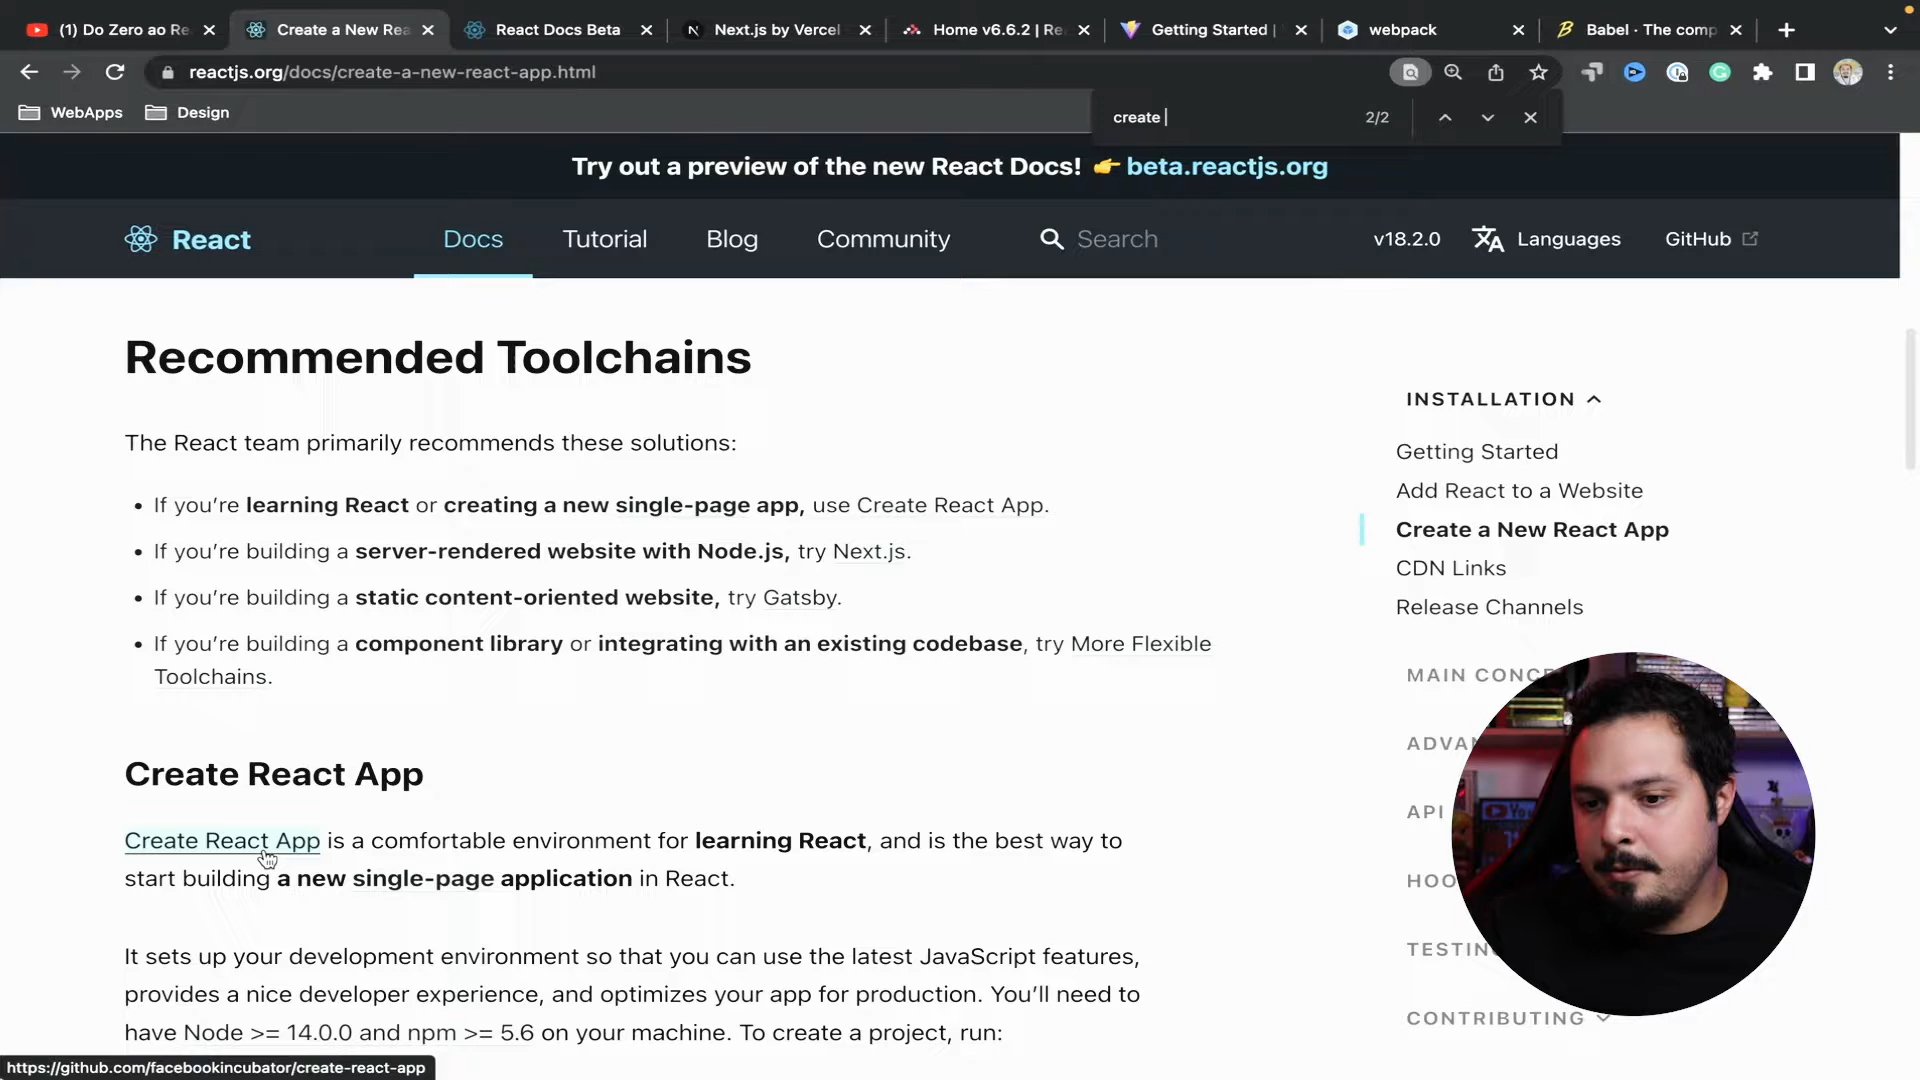 (1) Do Zero ao Re
Create a New Rea
React Docs Beta
Next.js by Vercel
Home v6.6.2 | Re
Getting Started |
webpack
Babel · The comp
reactjs.org/docs/create-a-new-react-app.html
WebApps
Design
create
2/2
Try out a preview of the new React Docs! 👉 beta.reactjs.org
React
Docs
Tutorial
Blog
Community
Search
v18.2.0
Languages
GitHub
Recommended Toolchains
The React team primarily recommends these solutions:
• If you’re learning React or creating a new single-page app, use Create React App.
• If you’re building a server-rendered website with Node.js, try Next.js.
• If you’re building a static content-oriented website, try Gatsby.
• If you’re building a component library or integrating with an existing codebase, try More Flexible
Toolchains.
Create React App
Create React App is a comfortable environment for learning React, and is the best way to
start building a new single-page application in React.
It sets up your development environment so that you can use the latest JavaScript features,
provides a nice developer experience, and optimizes your app for production. You’ll need to
have Node >= 14.0.0 and npm >= 5.6 on your machine. To create a project, run:
INSTALLATION
Getting Started
Add React to a Website
Create a New React App
CDN Links
Release Channels
MAIN CONCE
ADVA
API
HOO
TESTIN
CONTRIBUTING
https://github.com/facebookincubator/create-react-app